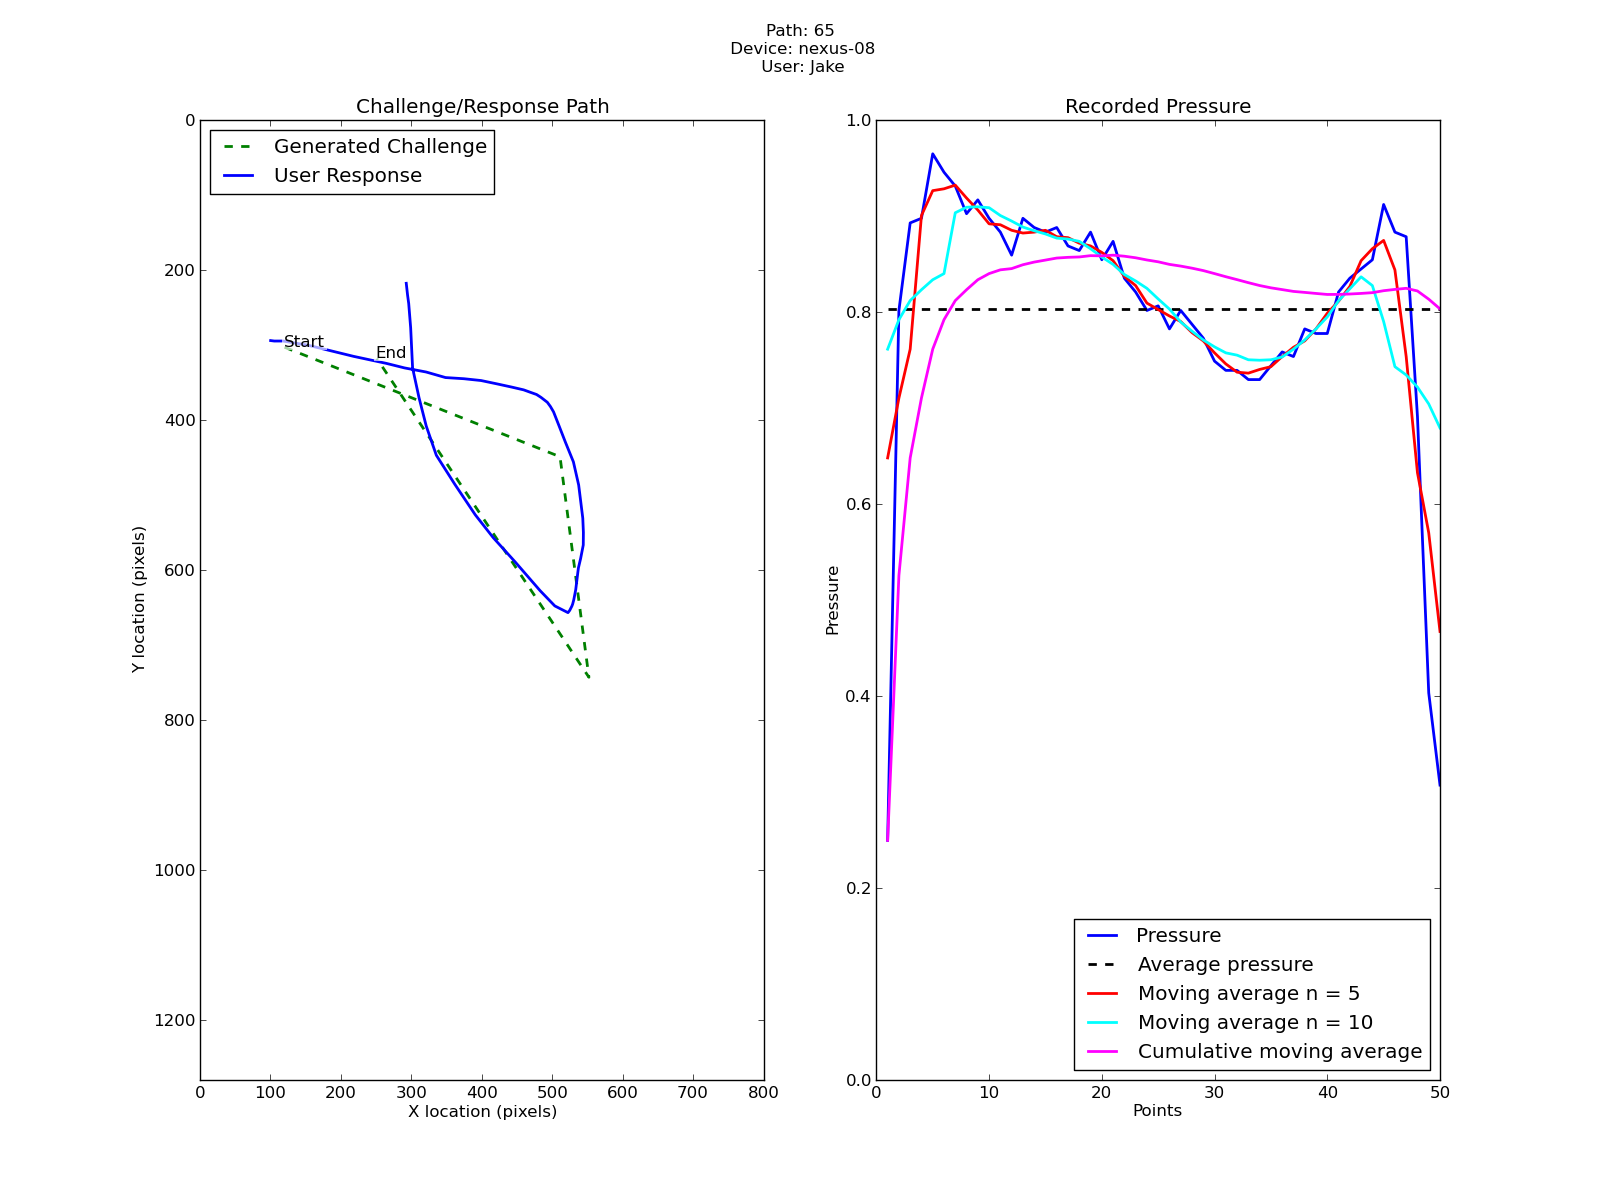 Path: 65
Device: nexus-08
User: Jake
Challenge/Response Path
Generated Challenge
User Response
Start
End
0
200
400
600
800
1000
1200
Y location (pixels)
0 100 200 300 400 500 600 700 800
X location (pixels)
Recorded Pressure
1.0
0.8
0.6
0.4
0.2
0.0
Pressure
Pressure
Average pressure
Moving average n = 5
Moving average n = 10
Cumulative moving average
0 10 20 30 40 50
Points